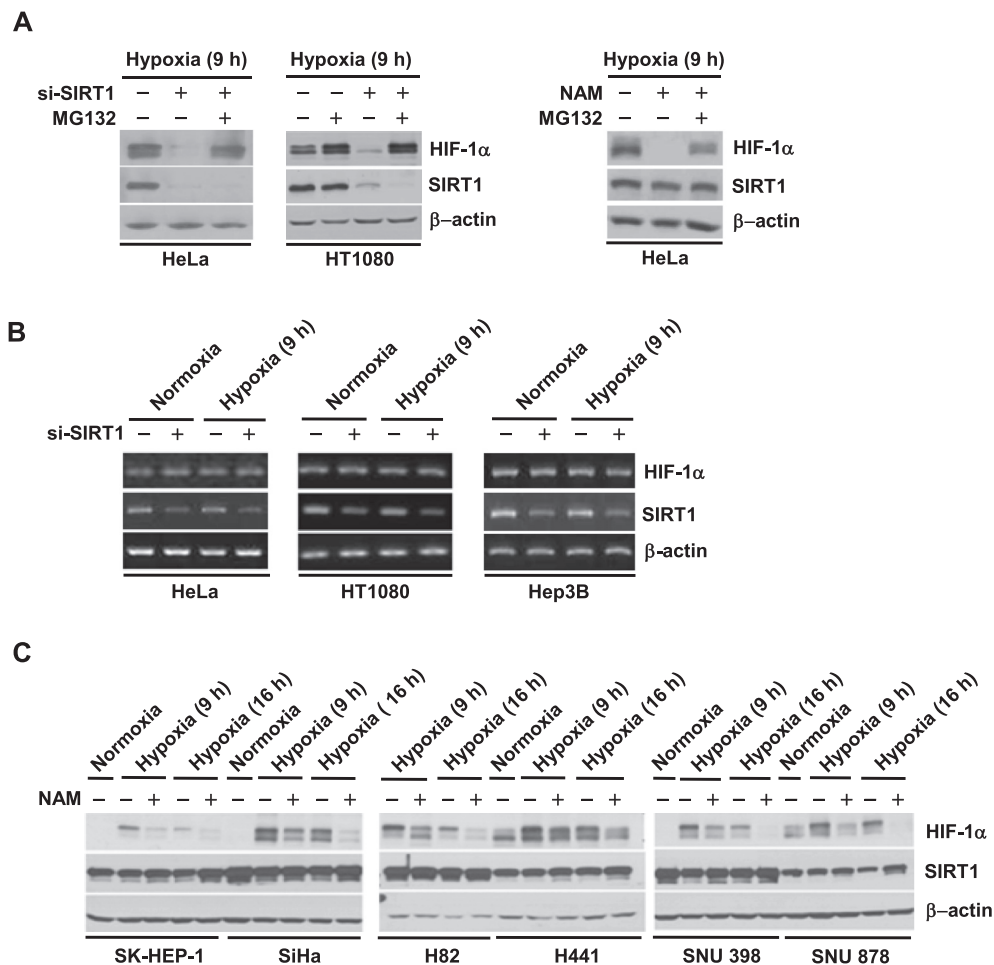 A
Hypoxia (9 h) Hypoxia (9 h) Hypoxia (9 h)
si-SIRT1 – + + – – + + NAM – + +
MG132 + – + – + MG132 +
HIF-1α HIF-1α
SIRT1 SIRT1
β–actin β–actin
HeLa HT1080 HeLa
B
Normoxia Hypoxia (9 h) Normoxia Hypoxia (9 h) Normoxia Hypoxia (9 h)
si-SIRT1 – + – + – + – + – + – +
HIF-1α
SIRT1
β-actin
HeLa HT1080 Hep3B
C
Normoxia Hypoxia (9 h) Hypoxia (16 h) Normoxia Hypoxia (9 h) Hypoxia ( 16 h) Hypoxia (9 h) Hypoxia (16 h) Normoxia Hypoxia (9 h) Hypoxia (16 h) Normoxia Hypoxia (9 h) Hypoxia (16 h) Normoxia Hypoxia (9 h) Hypoxia (16 h)
NAM – – + – + – – + – + – + – + – – + – + – – + – + – – + – +
HIF-1α
SIRT1
β–actin
SK-HEP-1 SiHa H82 H441 SNU 398 SNU 878